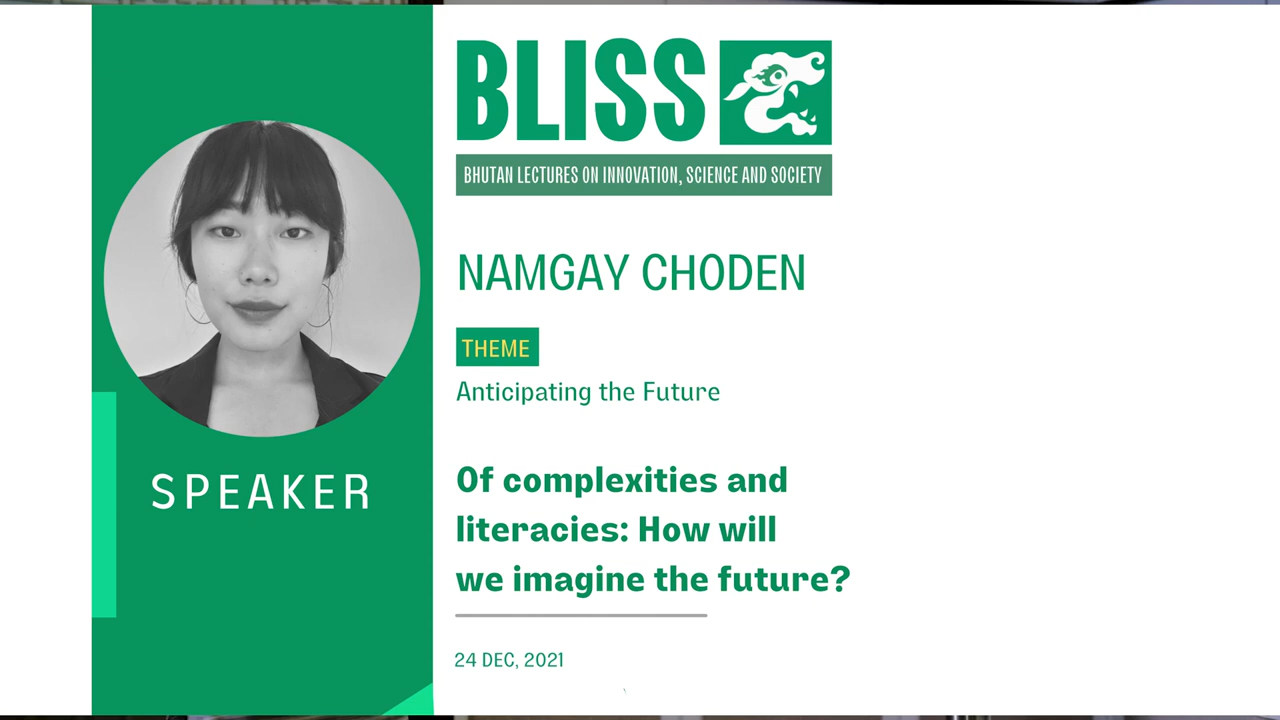 BLISS
BHUTAN LECTURES ON INNOVATION, SCIENCE AND SOCIETY
NAMGAY CHODEN
THEME
Anticipating the Future
Of complexities and
literacies: How will
we imagine the future?
24 DEC, 2021
SPEAKER